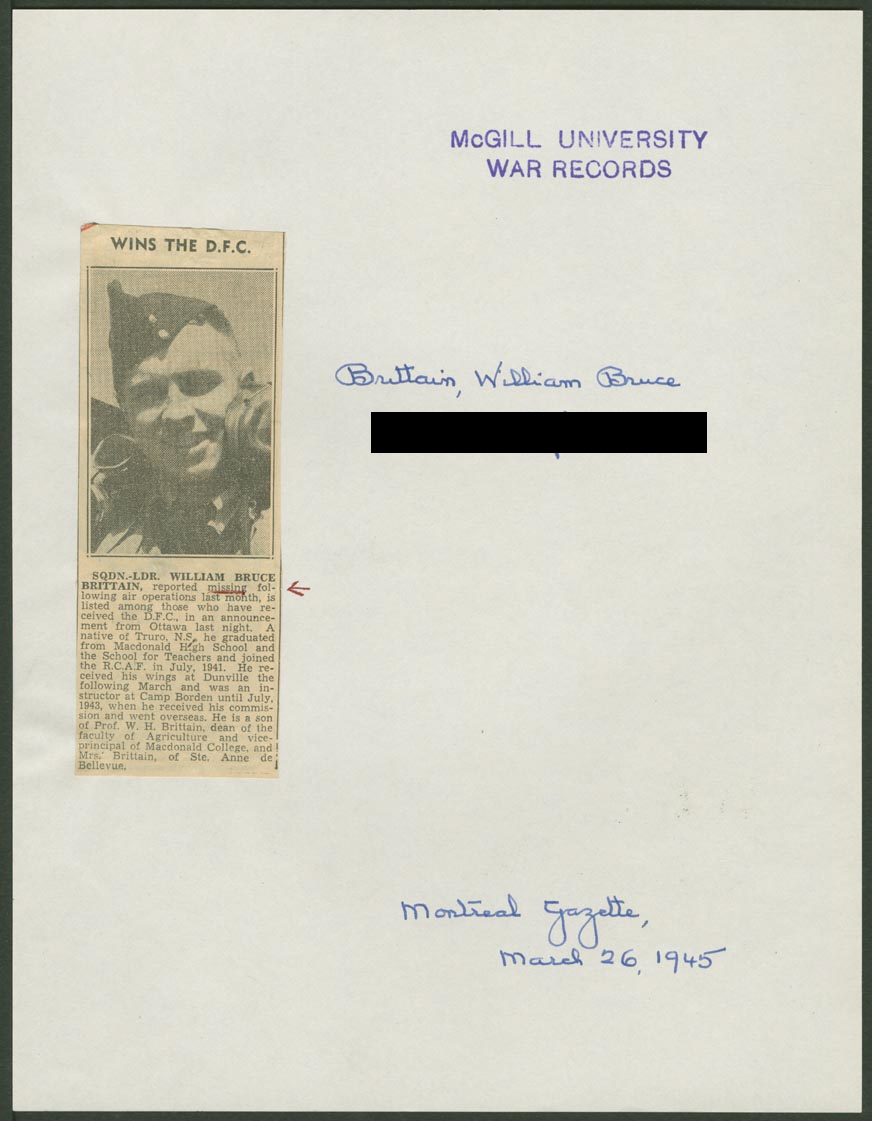 McGILL UNIVERSITY
WAR RECORDS
WINS THE D.F.C.
Brittain, William Bruce
SQDN.-LDR. WILLIAM BRUCE
BRITTAIN, reported missing fol-
lowing air operations last month, is
listed among those who have re-
ceived the D.F.C., in an announce-
ment from Ottawa last night. A
native of Truro, N.S., he graduated
from Macdonald High School and
the School for Teachers and joined
the R.C.A.F. in July, 1941. He re-
ceived his wings at Dunville the
following March and was an in-
structor at Camp Borden until July,
1943, when he received his commis-
sion and went overseas. He is a son
of Prof. W. H. Brittain, dean of the
faculty of Agriculture and vice-
principal of Macdonald College, and
Mrs. Brittain, of Ste. Anne de
Bellevue.
Montreal Gazette,
March 26, 1945